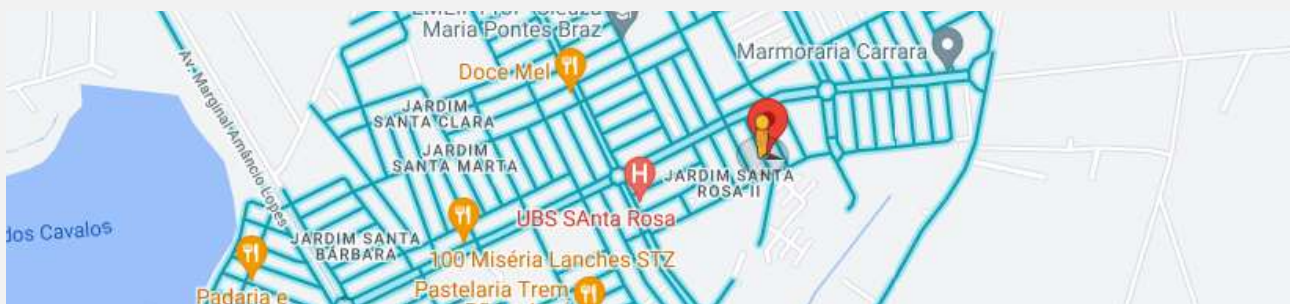 Maria Pontes Braz
Marmoraria Carrara
Doce Mel
Av. Marginal Amâncio Lopes
JARDIM
SANTA CLARA
JARDIM
SANTA MARTA
H
JARDIM SANTA
ROSA II
UBS SAnta Rosa
dos Cavalos
JARDIM SANTA
BÁRBARA
100 Miséria Lanches STZ
Padaria e
Pastelaria Trem